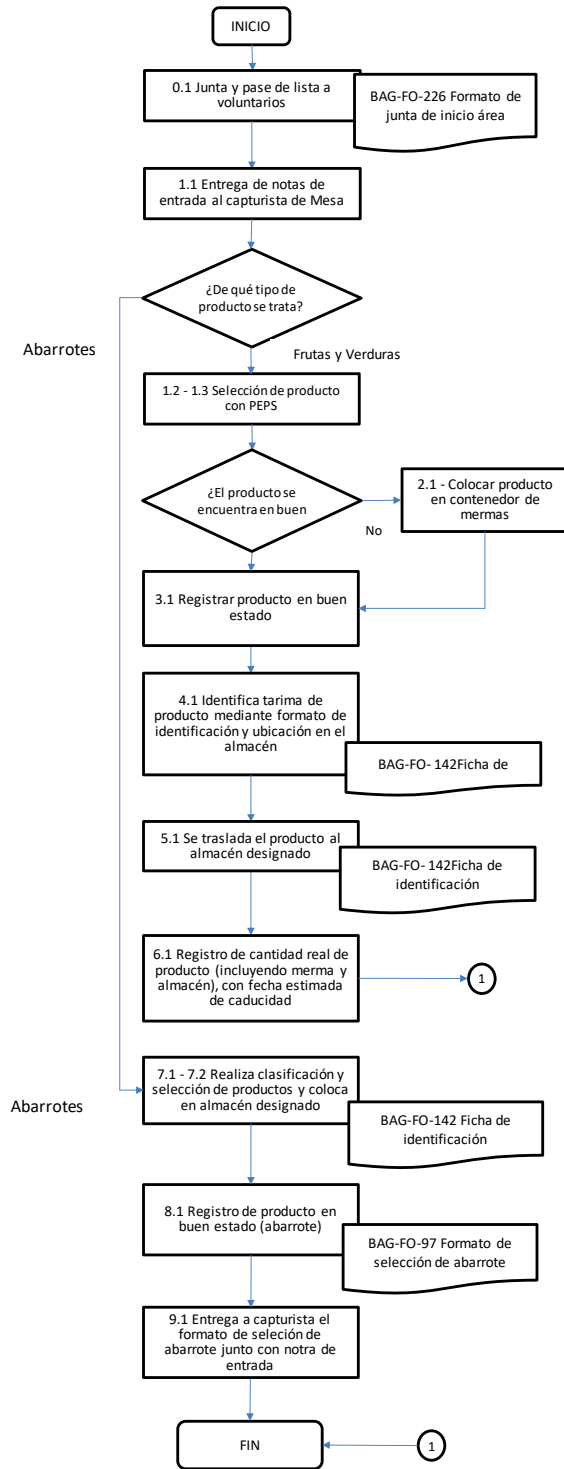 INICIO
0.1 Junta y pase de lista a
voluntarios
BAG-FO-226 Formato de
junta de inicio área
1.1 Entrega de notas de
entrada al capturista de Mesa
¿De qué tipo de
producto se trata?
Abarrotes
Frutas y Verduras
1.2 - 1.3 Selección de producto
con PEPS
¿El producto se
encuentra en buen
No
2.1 - Colocar producto
en contenedor de
mermas
3.1 Registrar producto en buen
estado
4.1 Identifica tarima de
producto mediante formato de
identificación y ubicación en el
almacén
BAG-FO- 142Ficha de
5.1 Se traslada el producto al
almacén designado
BAG-FO- 142Ficha de
identificación
6.1 Registro de cantidad real de
producto (incluyendo merma y
almacén), con fecha estimada
de caducidad
1
Abarrotes
7.1 - 7.2 Realiza clasificación y
selección de productos y coloca
en almacén designado
BAG-FO-142 Ficha de
identificación
8.1 Registro de producto en
buen estado (abarrote)
BAG-FO-97 Formato de
selección de abarrote
9.1 Entrega a capturista el
formato de seleción de
abarrote junto con notra de
entrada
FIN
1